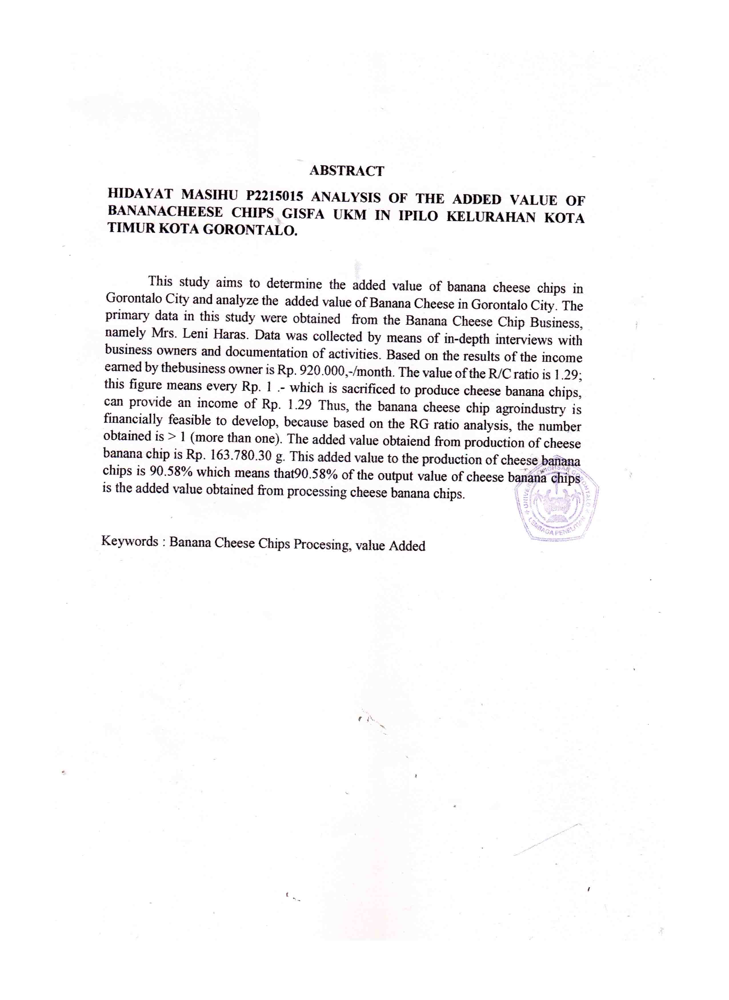 ABSTRACT
HIDAYAT MASIHU P2215015 ANALYSIS OF THE ADDED VALUE OF
BANANACHEESE CHIPS GISFA UKM IN IPILO KELURAHAN KOTA
TIMUR KOTA GORONTALO.
This study aims to determine the added value of banana cheese chips in
Gorontalo City and analyze the added value of Banana Cheese in Gorontalo City. The
primary data in this study were obtained from the Banana Cheese Chip Business,
namely Mrs. Leni Haras. Data was collected by means of in-depth interviews with
business owners and documentation of activities. Based on the results of the income
earned by thebusiness owner is Rp. 920.000,-/month. The value of the R/C ratio is 1.29;
this figure means every Rp. 1 .- which is sacrificed to produce cheese banana chips,
can provide an income of Rp. 1.29 Thus, the banana cheese chip agroindustry is
financially feasible to develop, because based on the RG ratio analysis, the number
obtained is > 1 (more than one). The added value obtaiend from production of cheese
banana chip is Rp. 163.780.30 g. This added value to the production of cheese banana
chips is 90.58% which means that90.58% of the output value of cheese banana chips
is the added value obtained from processing cheese banana chips.
GORONTALO
LEMBAGA PENELITIAN
Keywords : Banana Cheese Chips Procesing, value Added